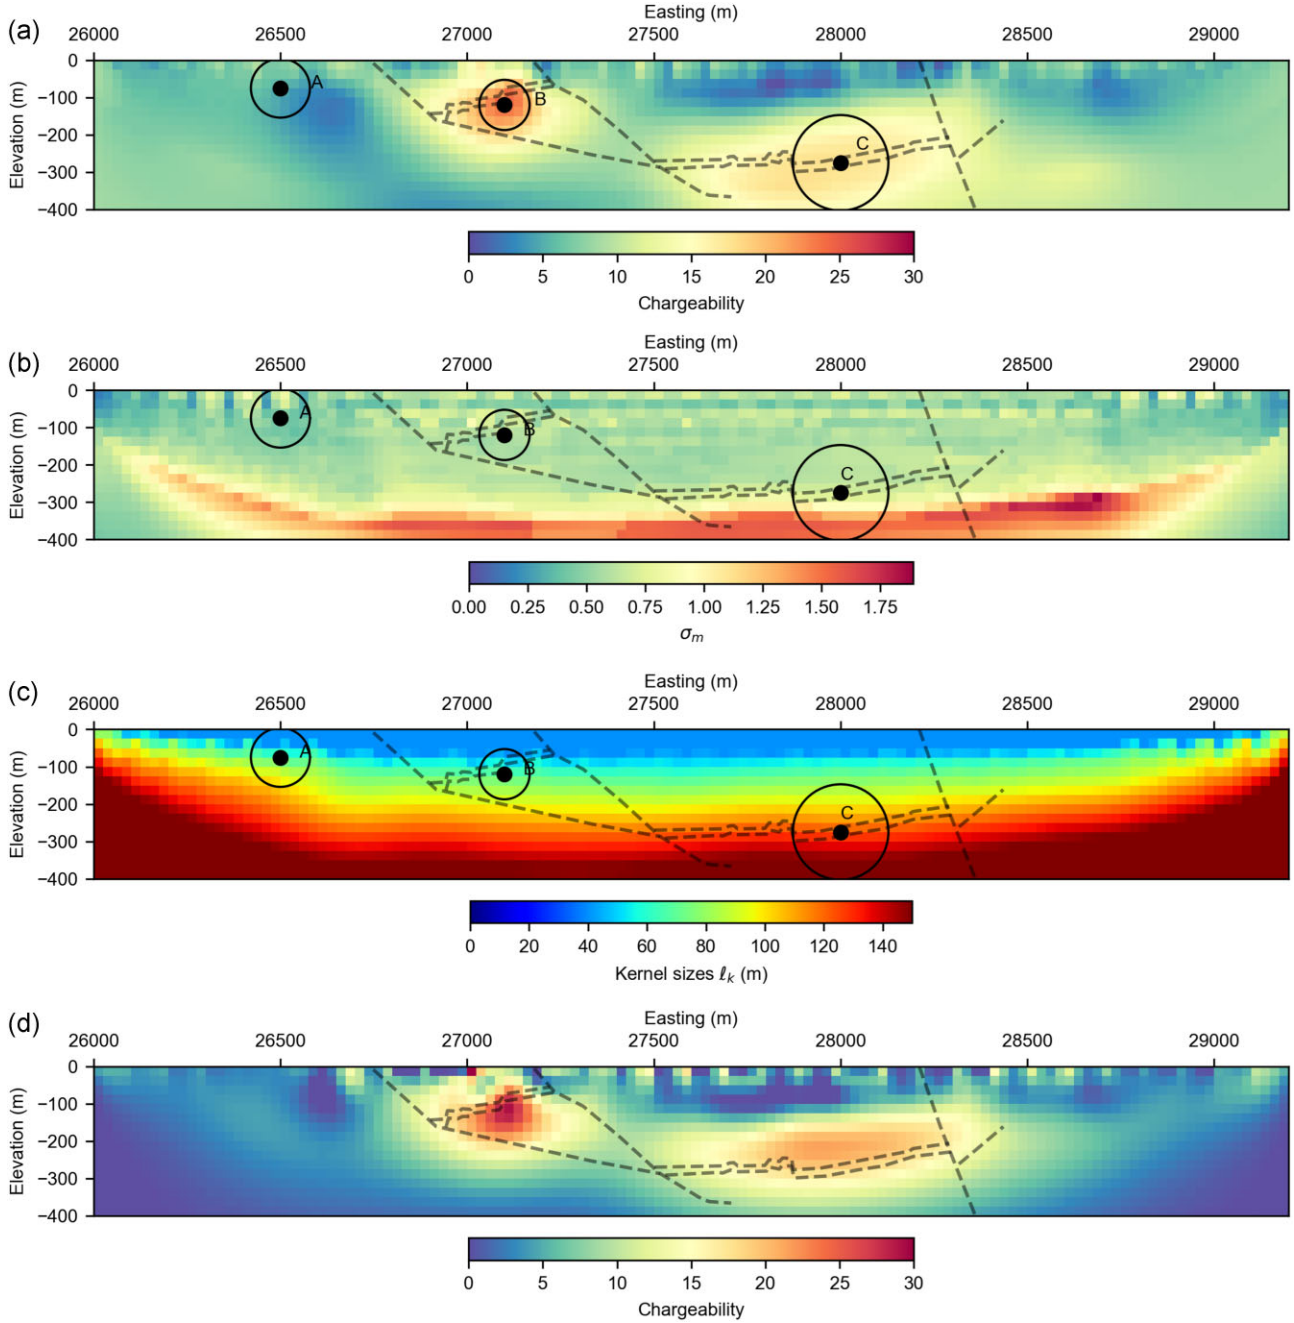 (a)
Easting (m)
26000 26500 27000 27500 28000 28500 29000
Elevation (m)
0
−100
−200
−300
−400
A
B
C
0 5 10 15 20 25 30
Chargeability
(b)
Easting (m)
26000 26500 27000 27500 28000 28500 29000
Elevation (m)
0
−100
−200
−300
−400
A
B
C
0.00 0.25 0.50 0.75 1.00 1.25 1.50 1.75
σm
(c)
Easting (m)
26000 26500 27000 27500 28000 28500 29000
Elevation (m)
0
−100
−200
−300
−400
A
B
C
0 20 40 60 80 100 120 140
Kernel sizes ℓk (m)
(d)
Easting (m)
26000 26500 27000 27500 28000 28500 29000
Elevation (m)
0
−100
−200
−300
−400
0 5 10 15 20 25 30
Chargeability